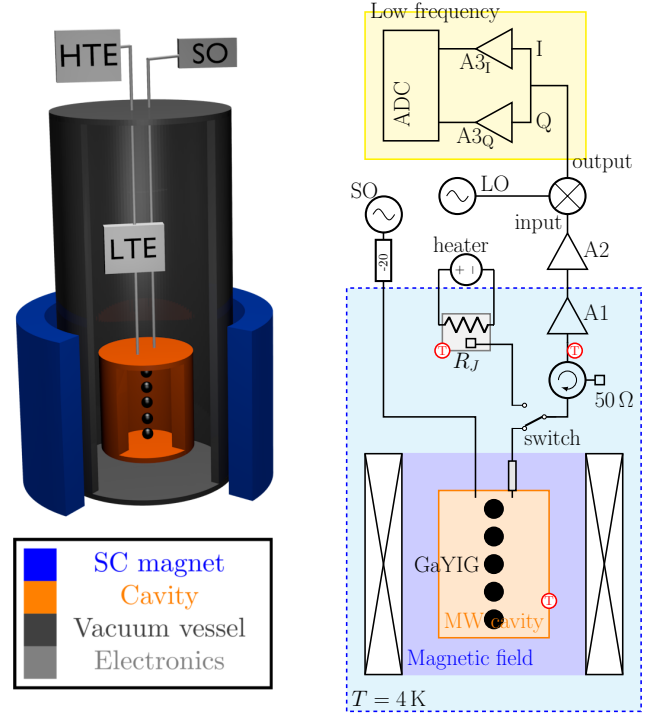 HTE
SO
LTE
SC magnet
Cavity
Vacuum vessel
Electronics
Low frequency
ADC
A3I
I
A3Q
Q
output
SO
LO
input
-20
heater
A2
+ −
A1
T
RJ
T
50 Ω
switch
GaYIG
T
MW cavity
Magnetic field
T = 4 K